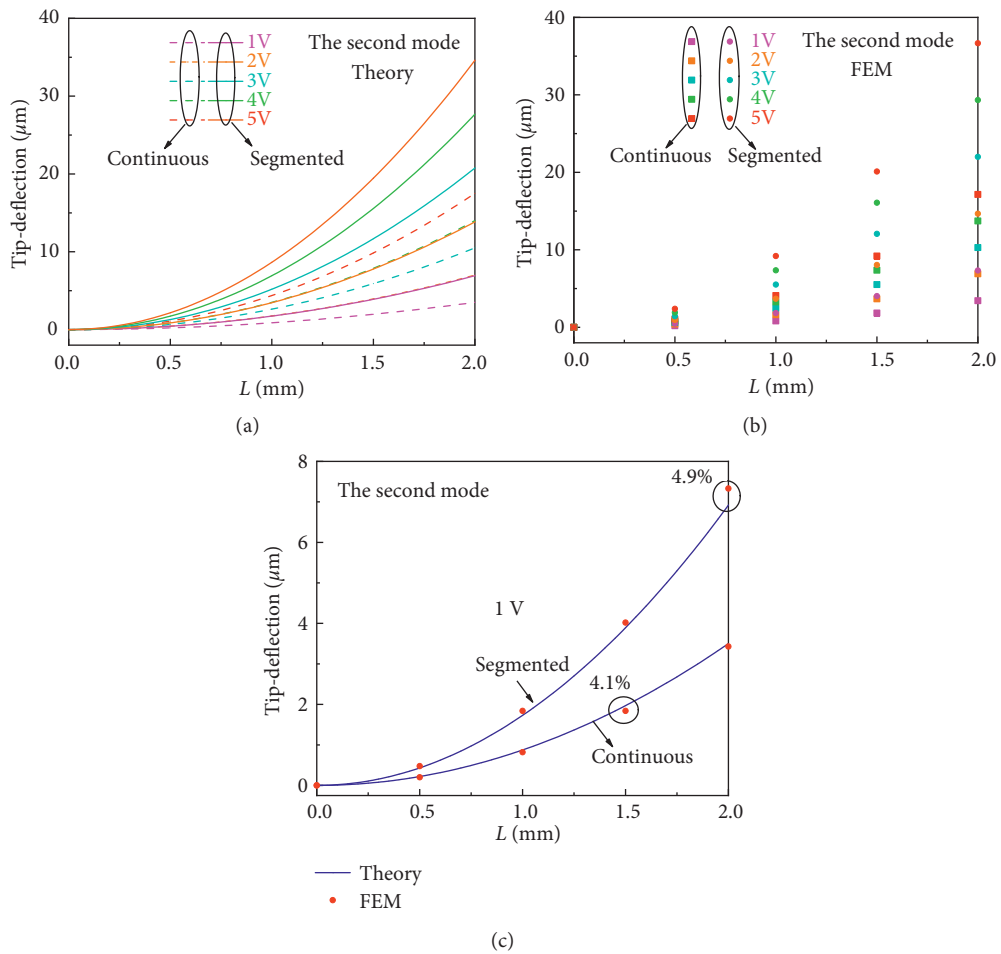 40
30
20
10
0
Tip-deflection (μm)
1V
2V
3V
4V
5V
The second mode
Theory
Continuous
Segmented
0.0 0.5 1.0 1.5 2.0
L (mm)
(a)
40
30
20
10
0
Tip-deflection (μm)
1V
2V
3V
4V
5V
The second mode
FEM
Continuous
Segmented
0.0 0.5 1.0 1.5 2.0
L (mm)
(b)
8
6
4
2
0
Tip-deflection (μm)
The second mode
4.9%
1 V
Segmented
4.1%
Continuous
0.0 0.5 1.0 1.5 2.0
L (mm)
Theory
FEM
(c)